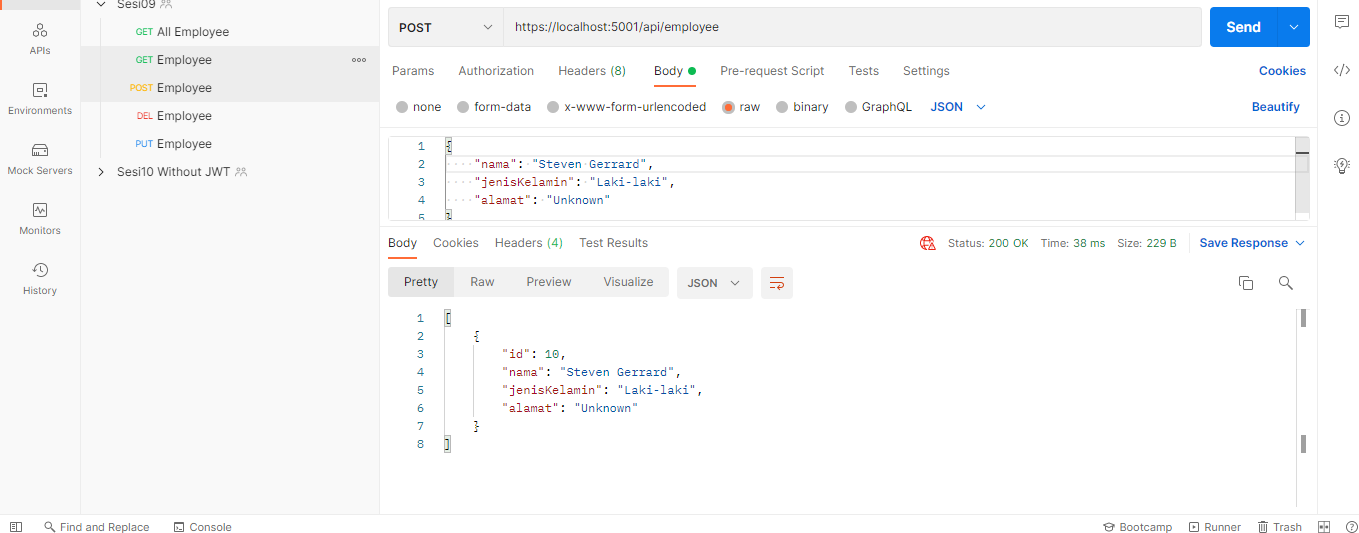 Sesi09
APIs
GET All Employee
GET Employee
POST Employee
DEL Employee
PUT Employee
Sesi10 Without JWT
Environments
Mock Servers
Monitors
History
POST
https://localhost:5001/api/employee
Send
Params Authorization Headers (8) Body Pre-request Script Tests Settings Cookies
none form-data x-www-form-urlencoded raw binary GraphQL JSON Beautify
1 {
2 "nama": "Steven Gerrard",
3 "jenisKelamin": "Laki-laki",
4 "alamat": "Unknown"
5 }
Body Cookies Headers (4) Test Results Status: 200 OK Time: 38 ms Size: 229 B Save Response
Pretty Raw Preview Visualize JSON
1 [
2 {
3 "id": 10,
4 "nama": "Steven Gerrard",
5 "jenisKelamin": "Laki-laki",
6 "alamat": "Unknown"
7 }
8 ]
Find and Replace Console Bootcamp Runner Trash